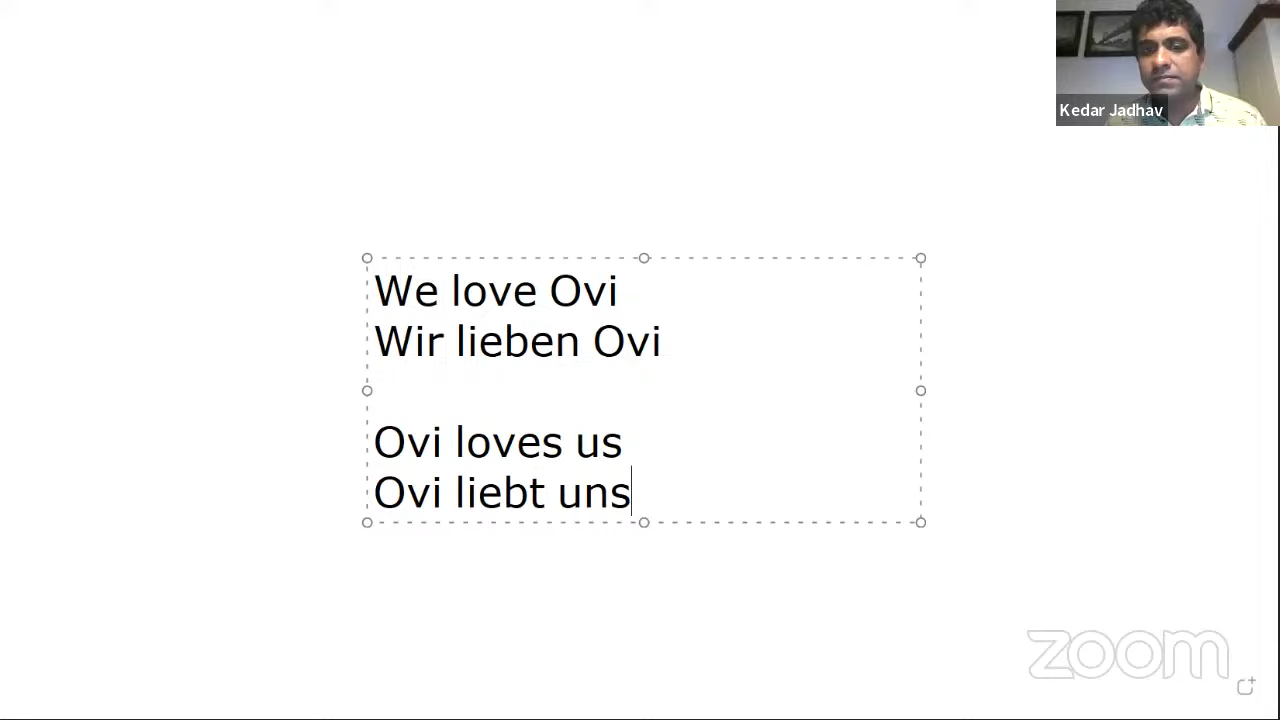 Kedar Jadhav
We love Ovi
Wir lieben Ovi
Ovi loves us
Ovi liebt uns
zoom